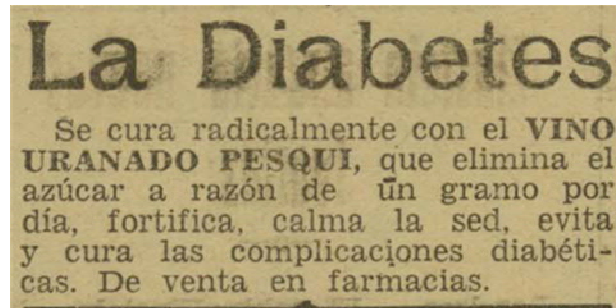 La Diabetes
Se cura radicalmente con el VINO
URANADO PESQUI, que elimina el
azúcar a razón de un gramo por
día, fortifica, calma la sed, evita
y cura las complicaciones diabéti-
cas. De venta en farmacias.